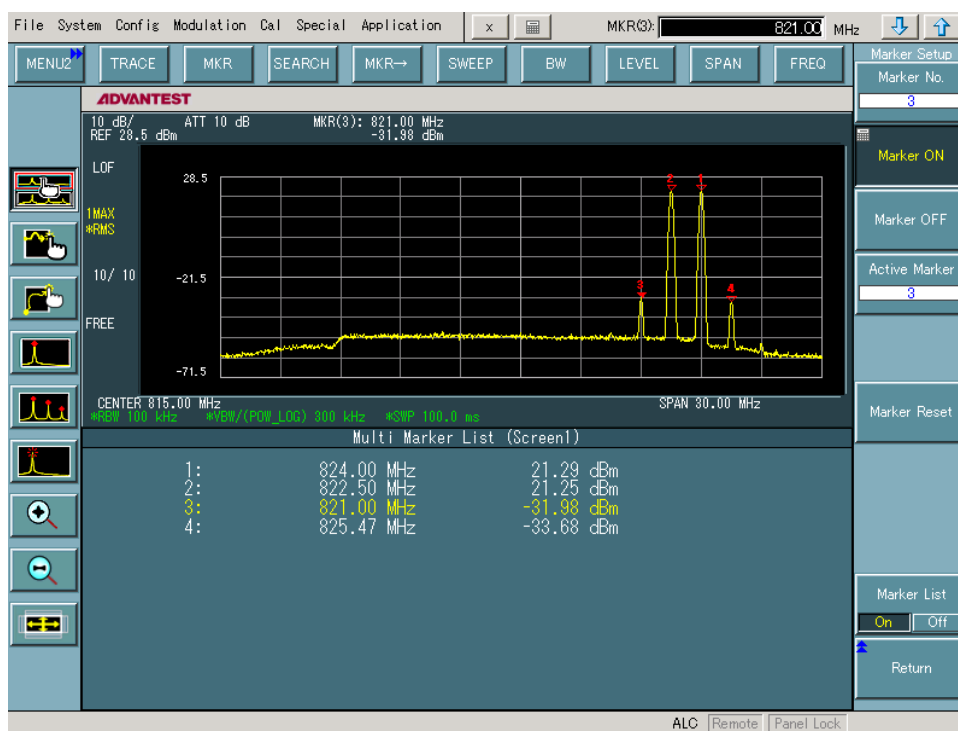 File System Config Modulation Cal Special Application x MKR(3): 821.00 MHz
MENU2 TRACE MKR SEARCH MKR→ SWEEP BW LEVEL SPAN FREQ
Marker Setup
Marker No.
3
Marker ON
Marker OFF
Active Marker
3
Marker Reset
Marker List
On Off
Return
ADVANTEST
10 dB/ ATT 10 dB MKR(3): 821.00 MHz
REF 28.5 dBm -31.98 dBm
LOF
28.5
2 1
1MAX
*RMS
10/ 10
-21.5
3 4
FREE
-71.5
CENTER 815.00 MHz SPAN 30.00 MHz
*RBW 100 kHz *VBW/(POW_LOG) 300 kHz *SWP 100.0 ms
Multi Marker List (Screen1)
1: 824.00 MHz 21.29 dBm
2: 822.50 MHz 21.25 dBm
3: 821.00 MHz -31.98 dBm
4: 825.47 MHz -33.68 dBm
ALC Remote Panel Lock